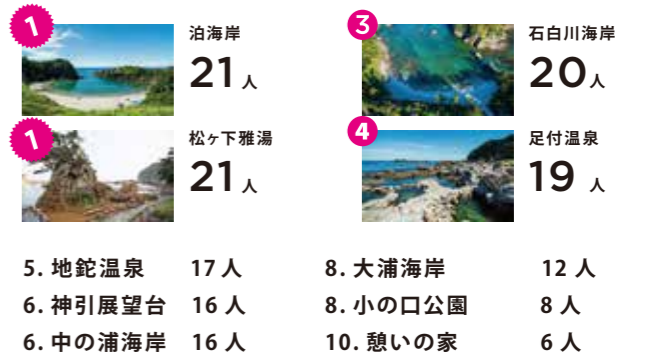 1
泊海岸
21人
1
松ヶ下雅湯
21人
3
石白川海岸
20人
4
足付温泉
19人
5. 地鉈温泉 17人
6. 神引展望台 16人
6. 中の浦海岸 16人
8. 大浦海岸 12人
8. 小の口公園 8人
10. 憩いの家 6人